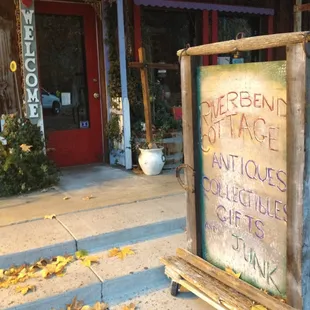 WELCOME
RIVERBEND
COTTAGE
ANTIQUES
COLLECTIBLES
GIFTS
JUNK